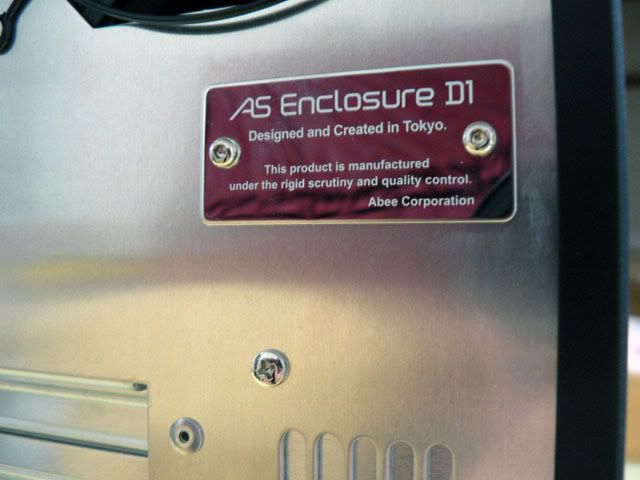 AS Enclosure D1
Designed and Created in Tokyo.
This product is manufactured
under the rigid scrutiny and quality control.
Abee Corporation